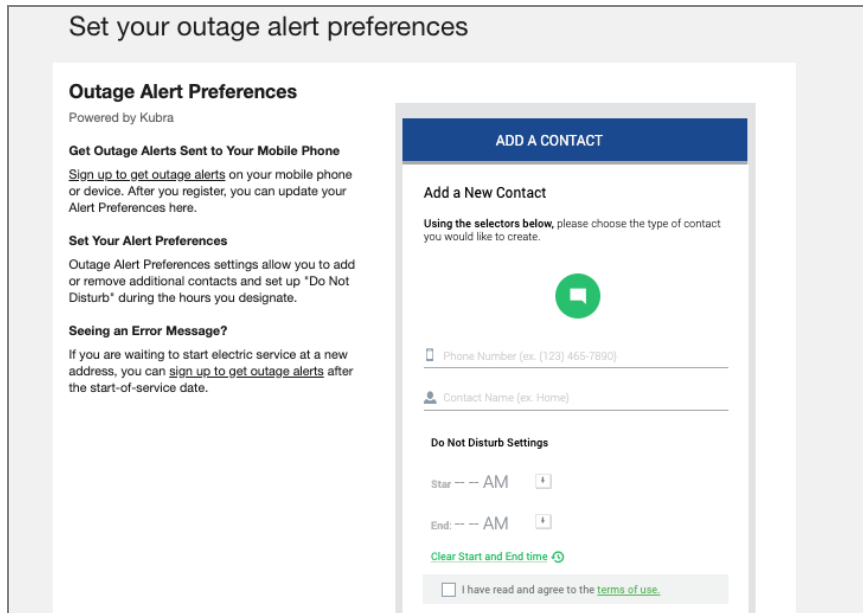 Set your outage alert preferences
Outage Alert Preferences
Powered by Kubra
Get Outage Alerts Sent to Your Mobile Phone
Sign up to get outage alerts on your mobile phone
or device. After you register, you can update your
Alert Preferences here.
Set Your Alert Preferences
Outage Alert Preferences settings allow you to add
or remove additional contacts and set up "Do Not
Disturb" during the hours you designate.
Seeing an Error Message?
If you are waiting to start electric service at a new
address, you can sign up to get outage alerts after
the start-of-service date.
ADD A CONTACT
Add a New Contact
Using the selectors below, please choose the type of contact
you would like to create.
Phone Number (ex. (123) 465-7890)
Contact Name (ex. Home)
Do Not Disturb Settings
Star -- -- AM
End: -- -- AM
Clear Start and End time
I have read and agree to the terms of use.